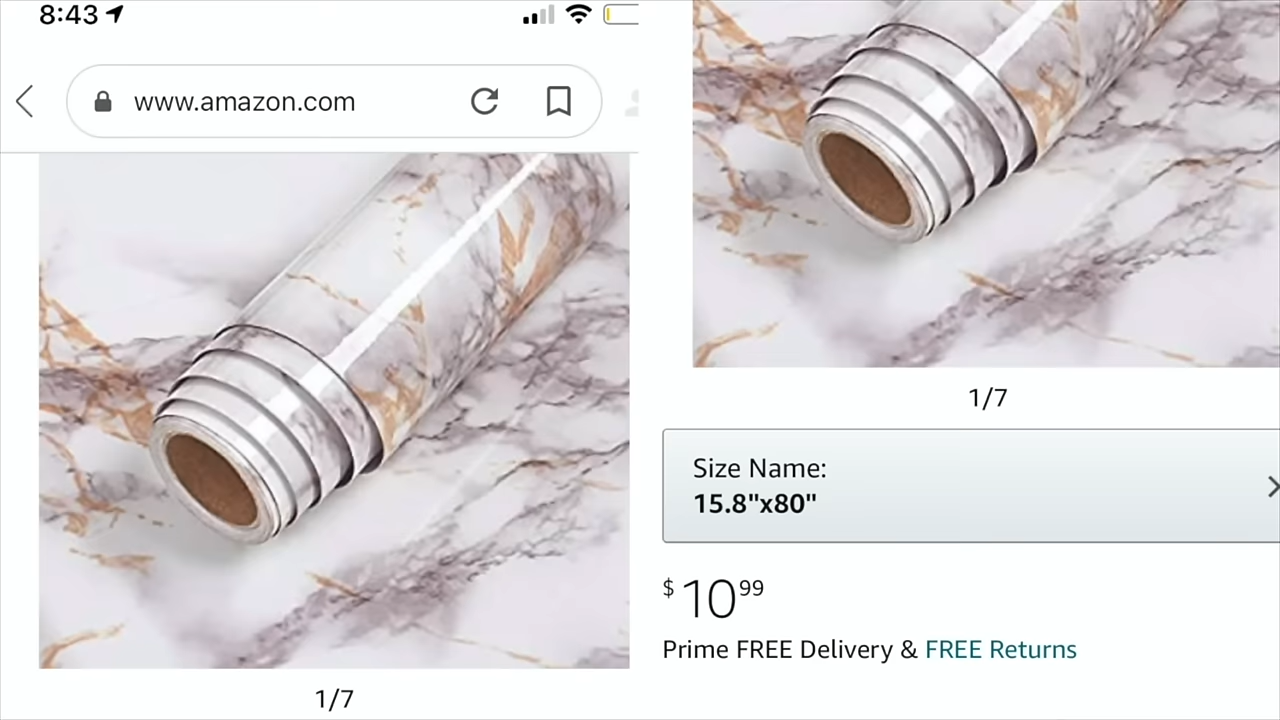 8:43
www.amazon.com
1/7
1/7
Size Name:
15.8"x80"
$10.99
Prime FREE Delivery & FREE Returns